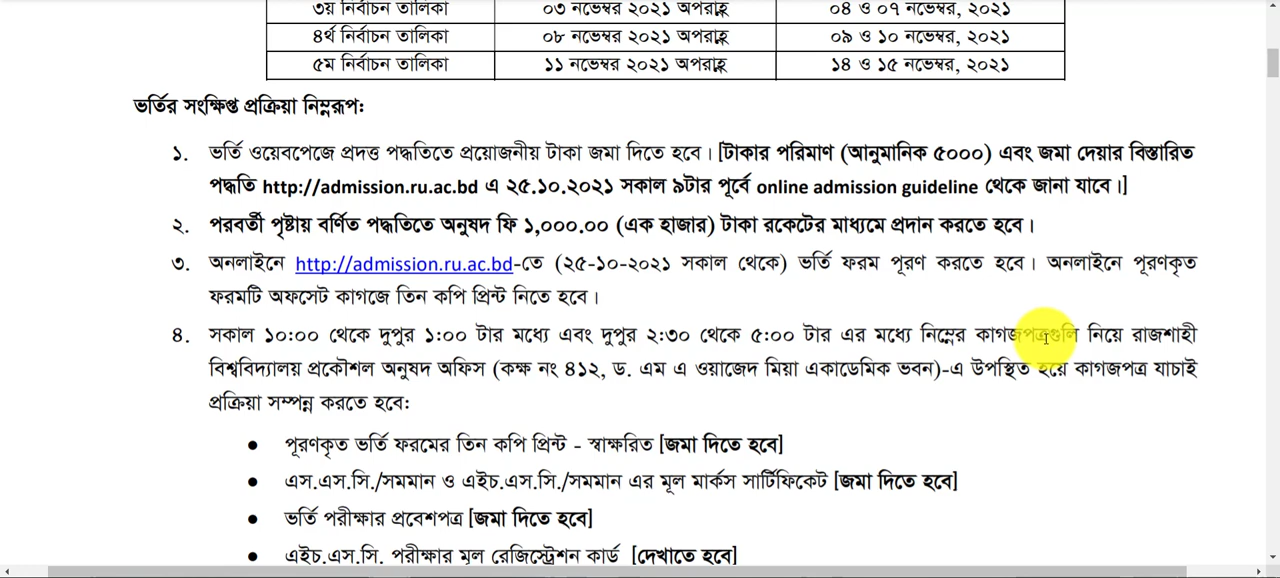 ৩য় নির্বাচন তালিকা ০৩ নভেম্বর ২০২১ অপরাহ্ণ ০৪ ও ০৭ নভেম্বর, ২০২১
৪র্থ নির্বাচন তালিকা ০৮ নভেম্বর ২০২১ অপরাহ্ণ ০৯ ও ১০ নভেম্বর, ২০২১
৫ম নির্বাচন তালিকা ১১ নভেম্বর ২০২১ অপরাহ্ণ ১৪ ও ১৫ নভেম্বর, ২০২১
ভর্তির সংক্ষিপ্ত প্রক্রিয়া নিম্নরূপ:
১. ভর্তি ওয়েবপেজে প্রদত্ত পদ্ধতিতে প্রয়োজনীয় টাকা জমা দিতে হবে। [টাকার পরিমাণ (আনুমানিক ৫০০০) এবং জমা দেয়ার বিস্তারিত
পদ্ধতি http://admission.ru.ac.bd এ ২৫.১০.২০২১ সকাল ৯টার পূর্বে online admission guideline থেকে জানা যাবে।]
২. পরবর্তী পৃষ্টায় বর্ণিত পদ্ধতিতে অনুষদ ফি ১,০০০.০০ (এক হাজার) টাকা রকেটের মাধ্যমে প্রদান করতে হবে।
৩. অনলাইনে http://admission.ru.ac.bd-তে (২৫-১০-২০২১ সকাল থেকে) ভর্তি ফরম পূরণ করতে হবে। অনলাইনে পূরণকৃত
ফরমটি অফসেট কাগজে তিন কপি প্রিন্ট নিতে হবে।
৪. সকাল ১০:০০ থেকে দুপুর ১:০০ টার মধ্যে এবং দুপুর ২:৩০ থেকে ৫:০০ টার এর মধ্যে নিম্নের কাগজপত্রগুলি নিয়ে রাজশাহী
বিশ্ববিদ্যালয় প্রকৌশল অনুষদ অফিস (কক্ষ নং ৪১২, ড. এম এ ওয়াজেদ মিয়া একাডেমিক ভবন)-এ উপস্থিত হয়ে কাগজপত্র যাচাই
প্রক্রিয়া সম্পন্ন করতে হবে:
● পূরণকৃত ভর্তি ফরমের তিন কপি প্রিন্ট - স্বাক্ষরিত [জমা দিতে হবে]
● এস.এস.সি./সমমান ও এইচ.এস.সি./সমমান এর মূল মার্কস সার্টিফিকেট [জমা দিতে হবে]
● ভর্তি পরীক্ষার প্রবেশপত্র [জমা দিতে হবে]
● এইচ.এস.সি. পরীক্ষার মূল রেজিস্ট্রেশন কার্ড [দেখাতে হবে]